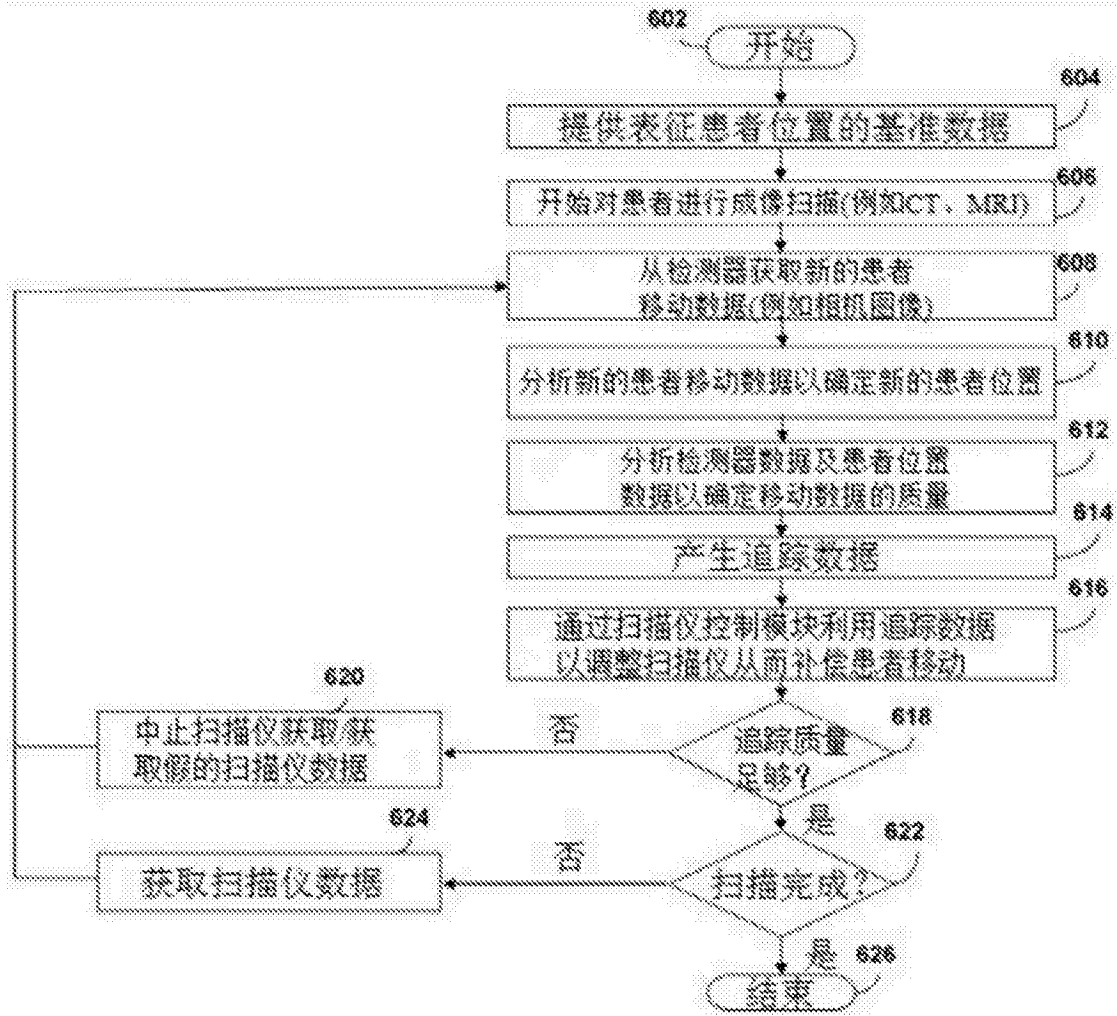 602
开始
604
提供表征患者位置的基准数据
606
开始对患者进行成像扫描(例如CT、MRI)
608
从检测器获取新的患者
移动数据(例如相机图像)
610
分析新的患者移动数据以确定新的患者位置
612
分析检测器数据及患者位置
数据以确定移动数据的质量
614
产生追踪数据
616
通过扫描仪控制模块利用追踪数据
以调整扫描仪从而补偿患者移动
618
追踪质量
足够?
否
620
中止扫描仪获取/获
取假的扫描仪数据
是
622
扫描完成?
否
624
获取扫描仪数据
是
626
结束